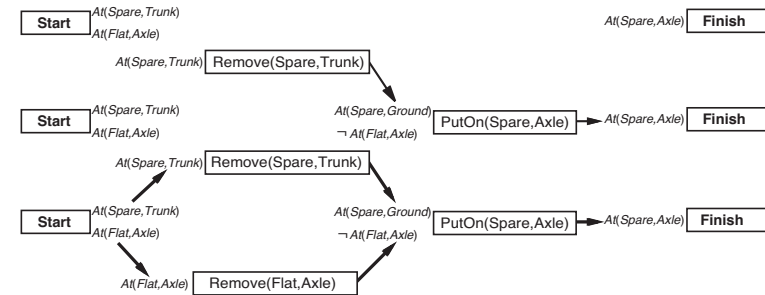 Start At(Spare,Trunk) At(Spare,Axle) Finish
At(Flat,Axle)
At(Spare,Trunk) Remove(Spare,Trunk)
Start At(Spare,Trunk) At(Spare,Ground) PutOn(Spare,Axle) At(Spare,Axle) Finish
At(Flat,Axle) ¬ At(Flat,Axle)
At(Spare,Trunk) Remove(Spare,Trunk)
Start At(Spare,Trunk) At(Spare,Ground) PutOn(Spare,Axle) At(Spare,Axle) Finish
At(Flat,Axle) ¬ At(Flat,Axle)
At(Flat,Axle) Remove(Flat,Axle)